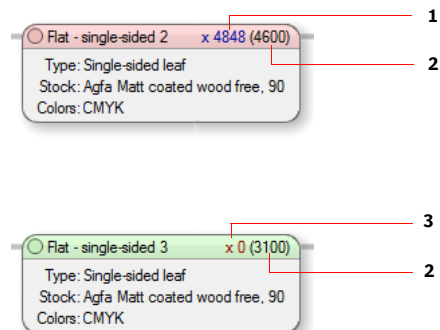 1
Flat - single-sided 2 x 4848 (4600)
2
Type: Single-sided leaf
Stock: Agfa Matt coated wood free, 90
Colors: CMYK
3
Flat - single-sided 3 x 0 (3100)
2
Type: Single-sided leaf
Stock: Agfa Matt coated wood free, 90
Colors: CMYK